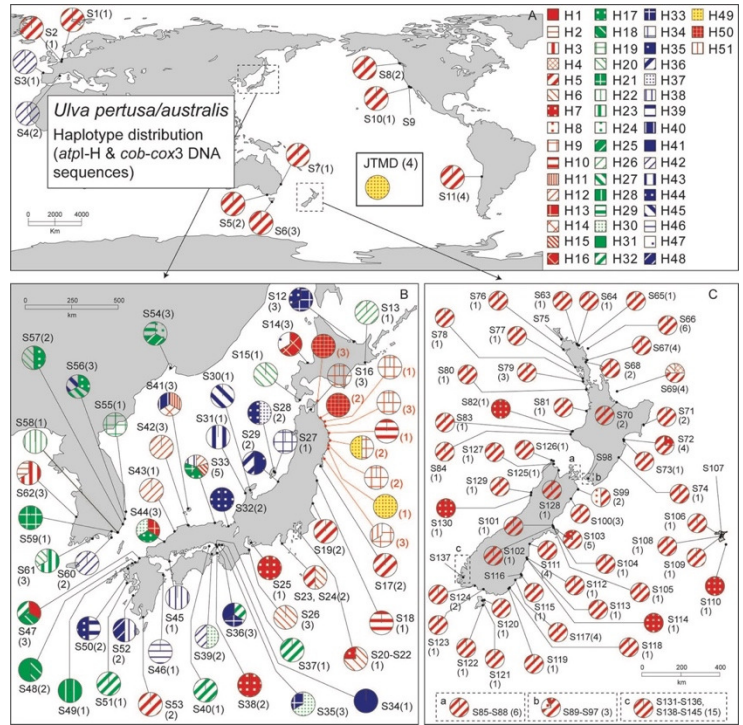 A
S1(1)
S2
(1)
S3(1)
S4(2)
Ulva pertusa/australis
Haplotype distribution
(atpI-H & cob-cox3 DNA
sequences)
S7(1)
S5(2)
S6(3)
JTMD (4)
S8(2)
S10(1)
S9
S11(4)
0 2000 4000
Km
H1 H17 H33 H49
H2 H18 H34 H50
H3 H19 H35 H51
H4 H20 H36
H5 H21 H37
H6 H22 H38
H7 H23 H39
H8 H24 H40
H9 H25 H41
H10 H26 H42
H11 H27 H43
H12 H28 H44
H13 H29 H45
H14 H30 H46
H15 H31 H47
H16 H32 H48
B
0 250 500
km
S54(3)
S12
(3)
S13
(1)
S57(2)
S56(3)
S14(3)
(3)
S15(1)
S16
(3)
(1)
S55(1)
S41(3)
S30(1)
(2)
(3)
S58(1)
S42(3)
S31(1)
S28
(2)
S29
(2)
S27
(1)
(1)
S62(3)
S43(1)
S33
(5)
(2)
S59(1)
S44(3)
S32(2)
(2)
(1)
(3)
S61
(3)
S60
(2)
S19(2)
S17(2)
S25
(1)
S23, S24(2)
S18
(1)
S47
(3)
S50(2)
S52
(2)
S45
(1)
S36(3)
S26
(3)
S46(1)
S39
(2)
S37(1)
S20-S22
(1)
S48(2)
S49(1)
S51(1)
S53
(2)
S40(1)
S38(2)
S35(3)
S34(1)
C
0 150 300
km
S76
(1)
S63
(1)
S64
(1)
S65(1)
S75
S66
(6)
S78
(1)
S77
(1)
S67(4)
S68
(2)
S80
(1)
S79
(3)
S69(4)
S82(1)
S81
(1)
S70
(2)
S71
(2)
S83
(1)
S72
(4)
S84
(1)
S127
(1)
S126(1)
a
S98
b
S73(1)
S125(1)
S74
(1)
S107
S129
(1)
S128
(1)
S99
(2)
S130
(1)
S101
(1)
S100(3)
S106
(1)
S103
(5)
S108
(1)
S137
c
S102
(1)
S104
(1)
S109
(1)
S111
(4)
S105
(1)
S116
S112
(1)
S110
(1)
S124
(2)
S115
(1)
S113
(1)
S114
(1)
S123
(1)
S120
(1)
S117(4)
S118
(1)
S122
(1)
S121
(1)
S119
(1)
a
S85-S88 (6)
b
S89-S97 (3)
c
S131-S136,
S138-S145 (15)